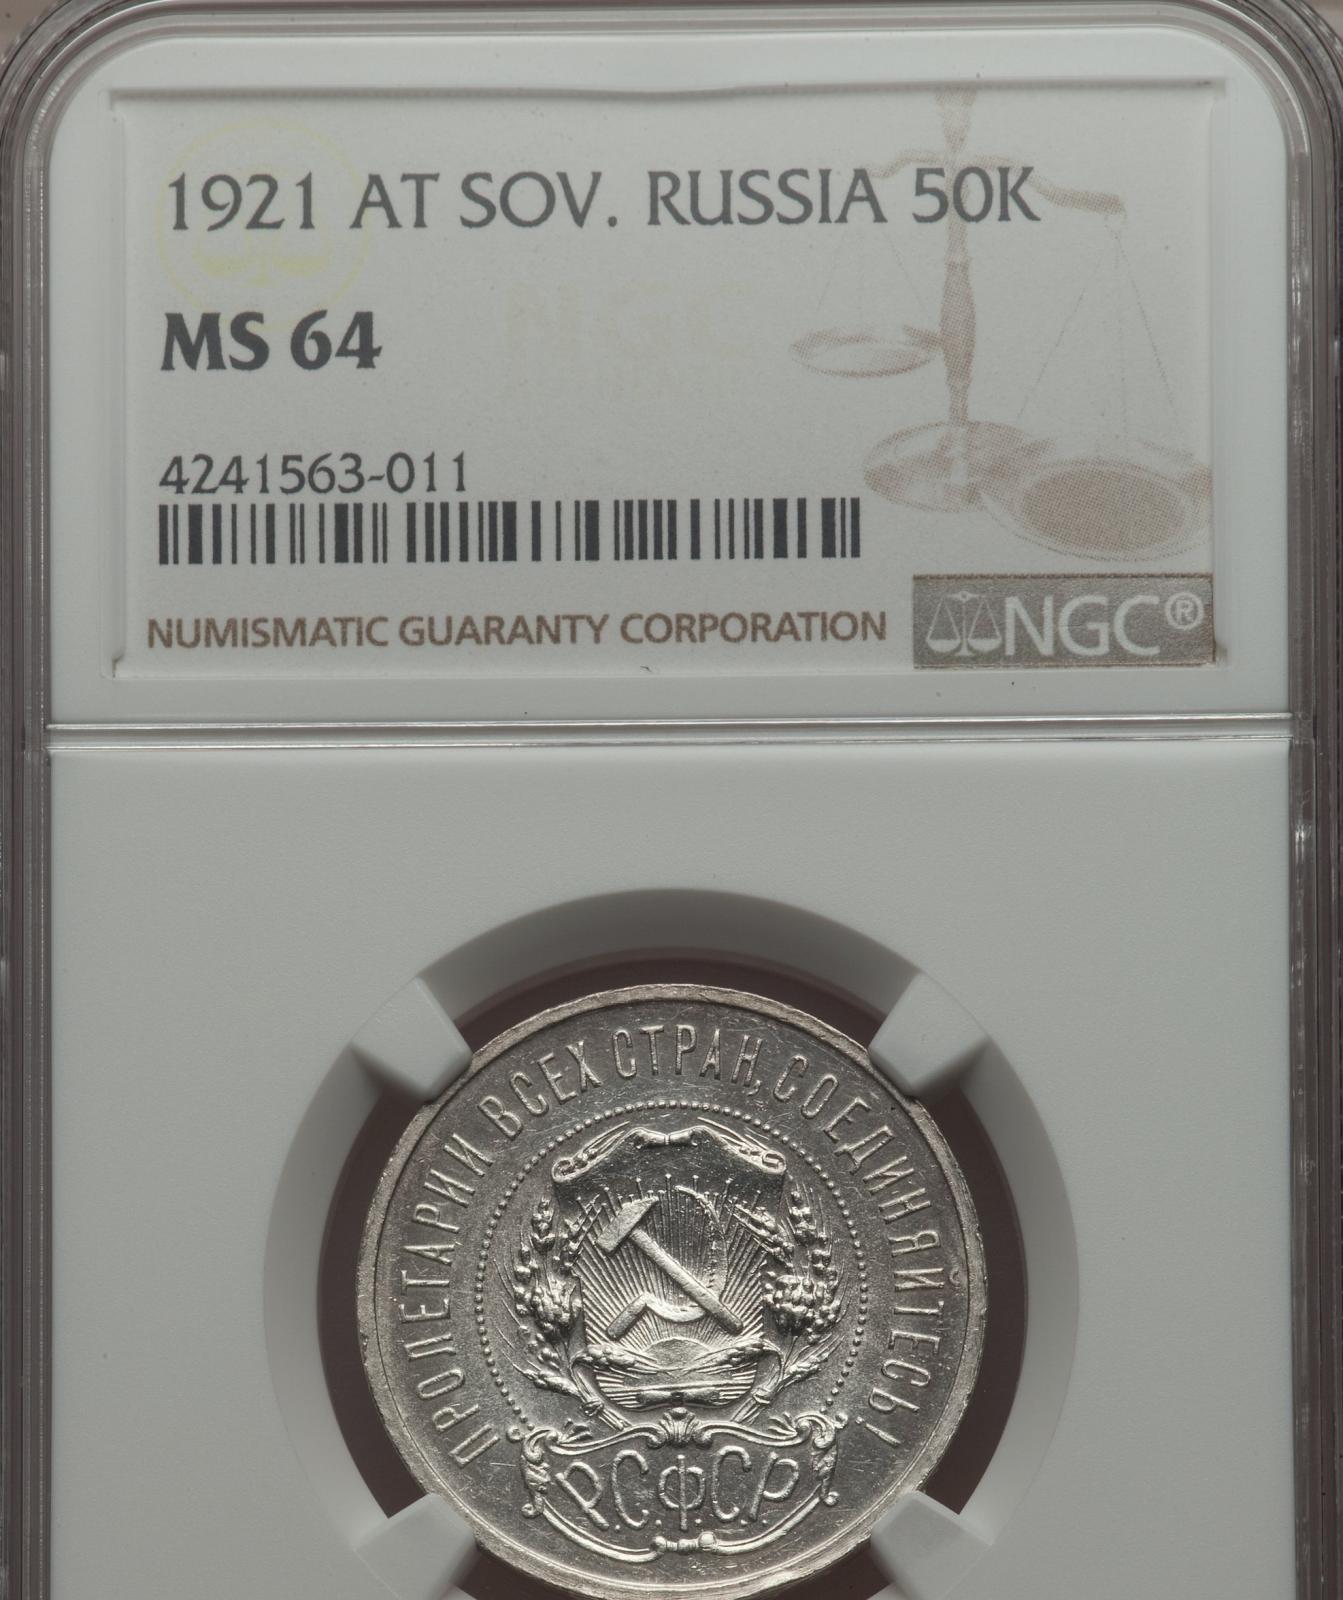 1921 AT SOV. RUSSIA 50K
MS 64
4241563-011
NUMISMATIC GUARANTY CORPORATION
NGC®
ПРОЛЕТАРИИ ВСЕХ СТРАН, СОЕДИНЯЙТЕСЬ!
Р.С.Ф.С.Р.